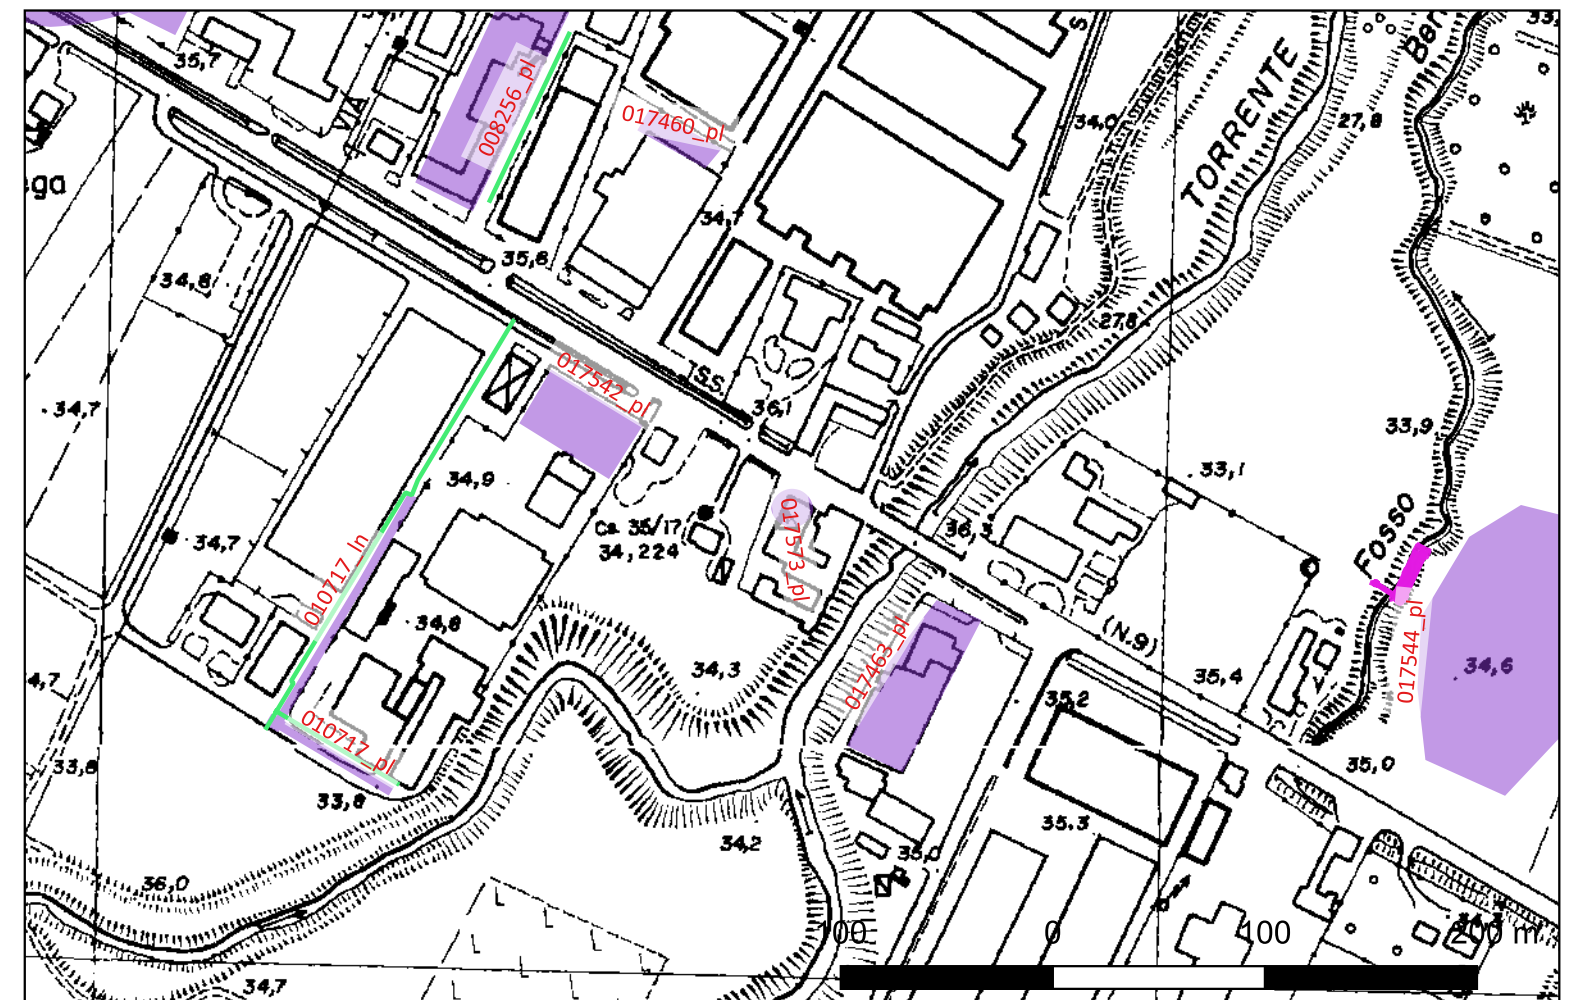 35,7
VIA
008256_pl
017460_pl
S
34,0
TORRENTE
27,8
Ber
33,
ga
34,7
35,6
34,8
27,8
017542_pl
S.S.
36,1
34,7
33,9
33,1
34,9
Ca. 35/17
34,224
017573_pl
36,3
Fosso
34,7
010717_ln
34,8
34,3
017463_pl
(N.9)
35,4
017544_pl
34,6
4,7
35,2
010717_pl
33,8
33,8
35,0
35.3
34,2
35,0
36,0
L
L
L
L
L
L
100 0 100 200 m
34,7